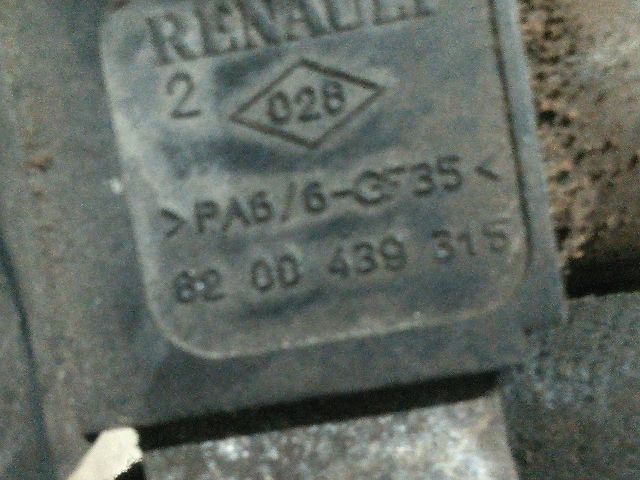 RENAULT
2 028
>PA6/6-GF35<
82 00 439 315